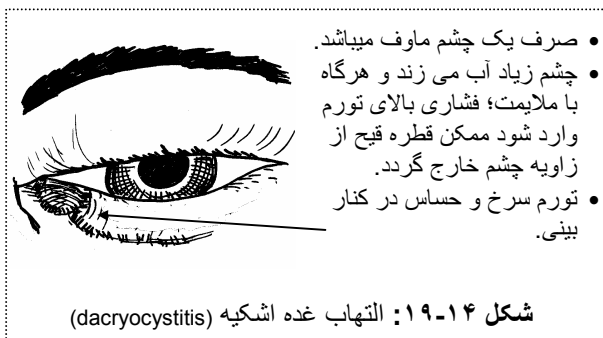 • صرف یک چشم ماوف میباشد.
• چشم زیاد آب می زند و هرگاه
با ملایمت؛ فشاری بالای تورم
وارد شود ممکن قطره قیح از
زاویه چشم خارج گردد.
• تورم سرخ و حساس در کنار
بینی.
شکل ۱۴-۱۹: التهاب غده اشکیه (dacryocystitis)